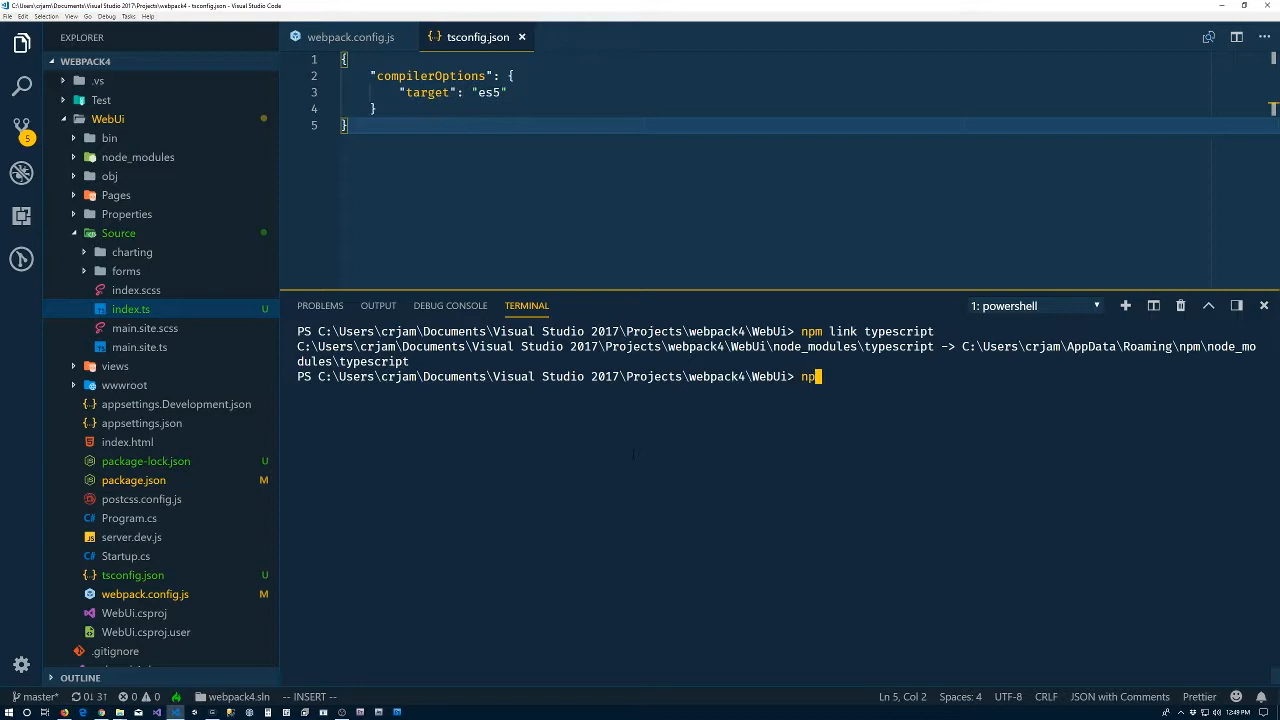 C:\Users\crjam\Documents\Visual Studio 2017\Projects\webpack4 - tsconfig.json - Visual Studio Code
File Edit Selection View Go Debug Tasks Help
EXPLORER
webpack.config.js
{··} tsconfig.json ×
WEBPACK4
.vs
Test
WebUi
bin
node_modules
obj
Pages
Properties
Source
charting
forms
index.scss
index.ts U
main.site.scss
main.site.ts
views
wwwroot
appsettings.Development.json
appsettings.json
index.html
package-lock.json U
package.json M
postcss.config.js
Program.cs
server.dev.js
Startup.cs
{··} tsconfig.json U
webpack.config.js M
WebUi.csproj
WebUi.csproj.user
.gitignore
OUTLINE
5
1 {
2 "compilerOptions": {
3 "target": "es5"
4 }
5 }
PROBLEMS OUTPUT DEBUG CONSOLE TERMINAL
1: powershell
PS C:\Users\crjam\Documents\Visual Studio 2017\Projects\webpack4\WebUi> npm link typescript
C:\Users\crjam\Documents\Visual Studio 2017\Projects\webpack4\WebUi\node_modules\typescript -> C:\Users\crjam\AppData\Roaming\npm\node_mo
dules\typescript
PS C:\Users\crjam\Documents\Visual Studio 2017\Projects\webpack4\WebUi> np
master* 0↓ 3↑ 0 0 webpack4.sln -- INSERT -- Ln 5, Col 2 Spaces: 4 UTF-8 CRLF JSON with Comments Prettier
12:49 PM